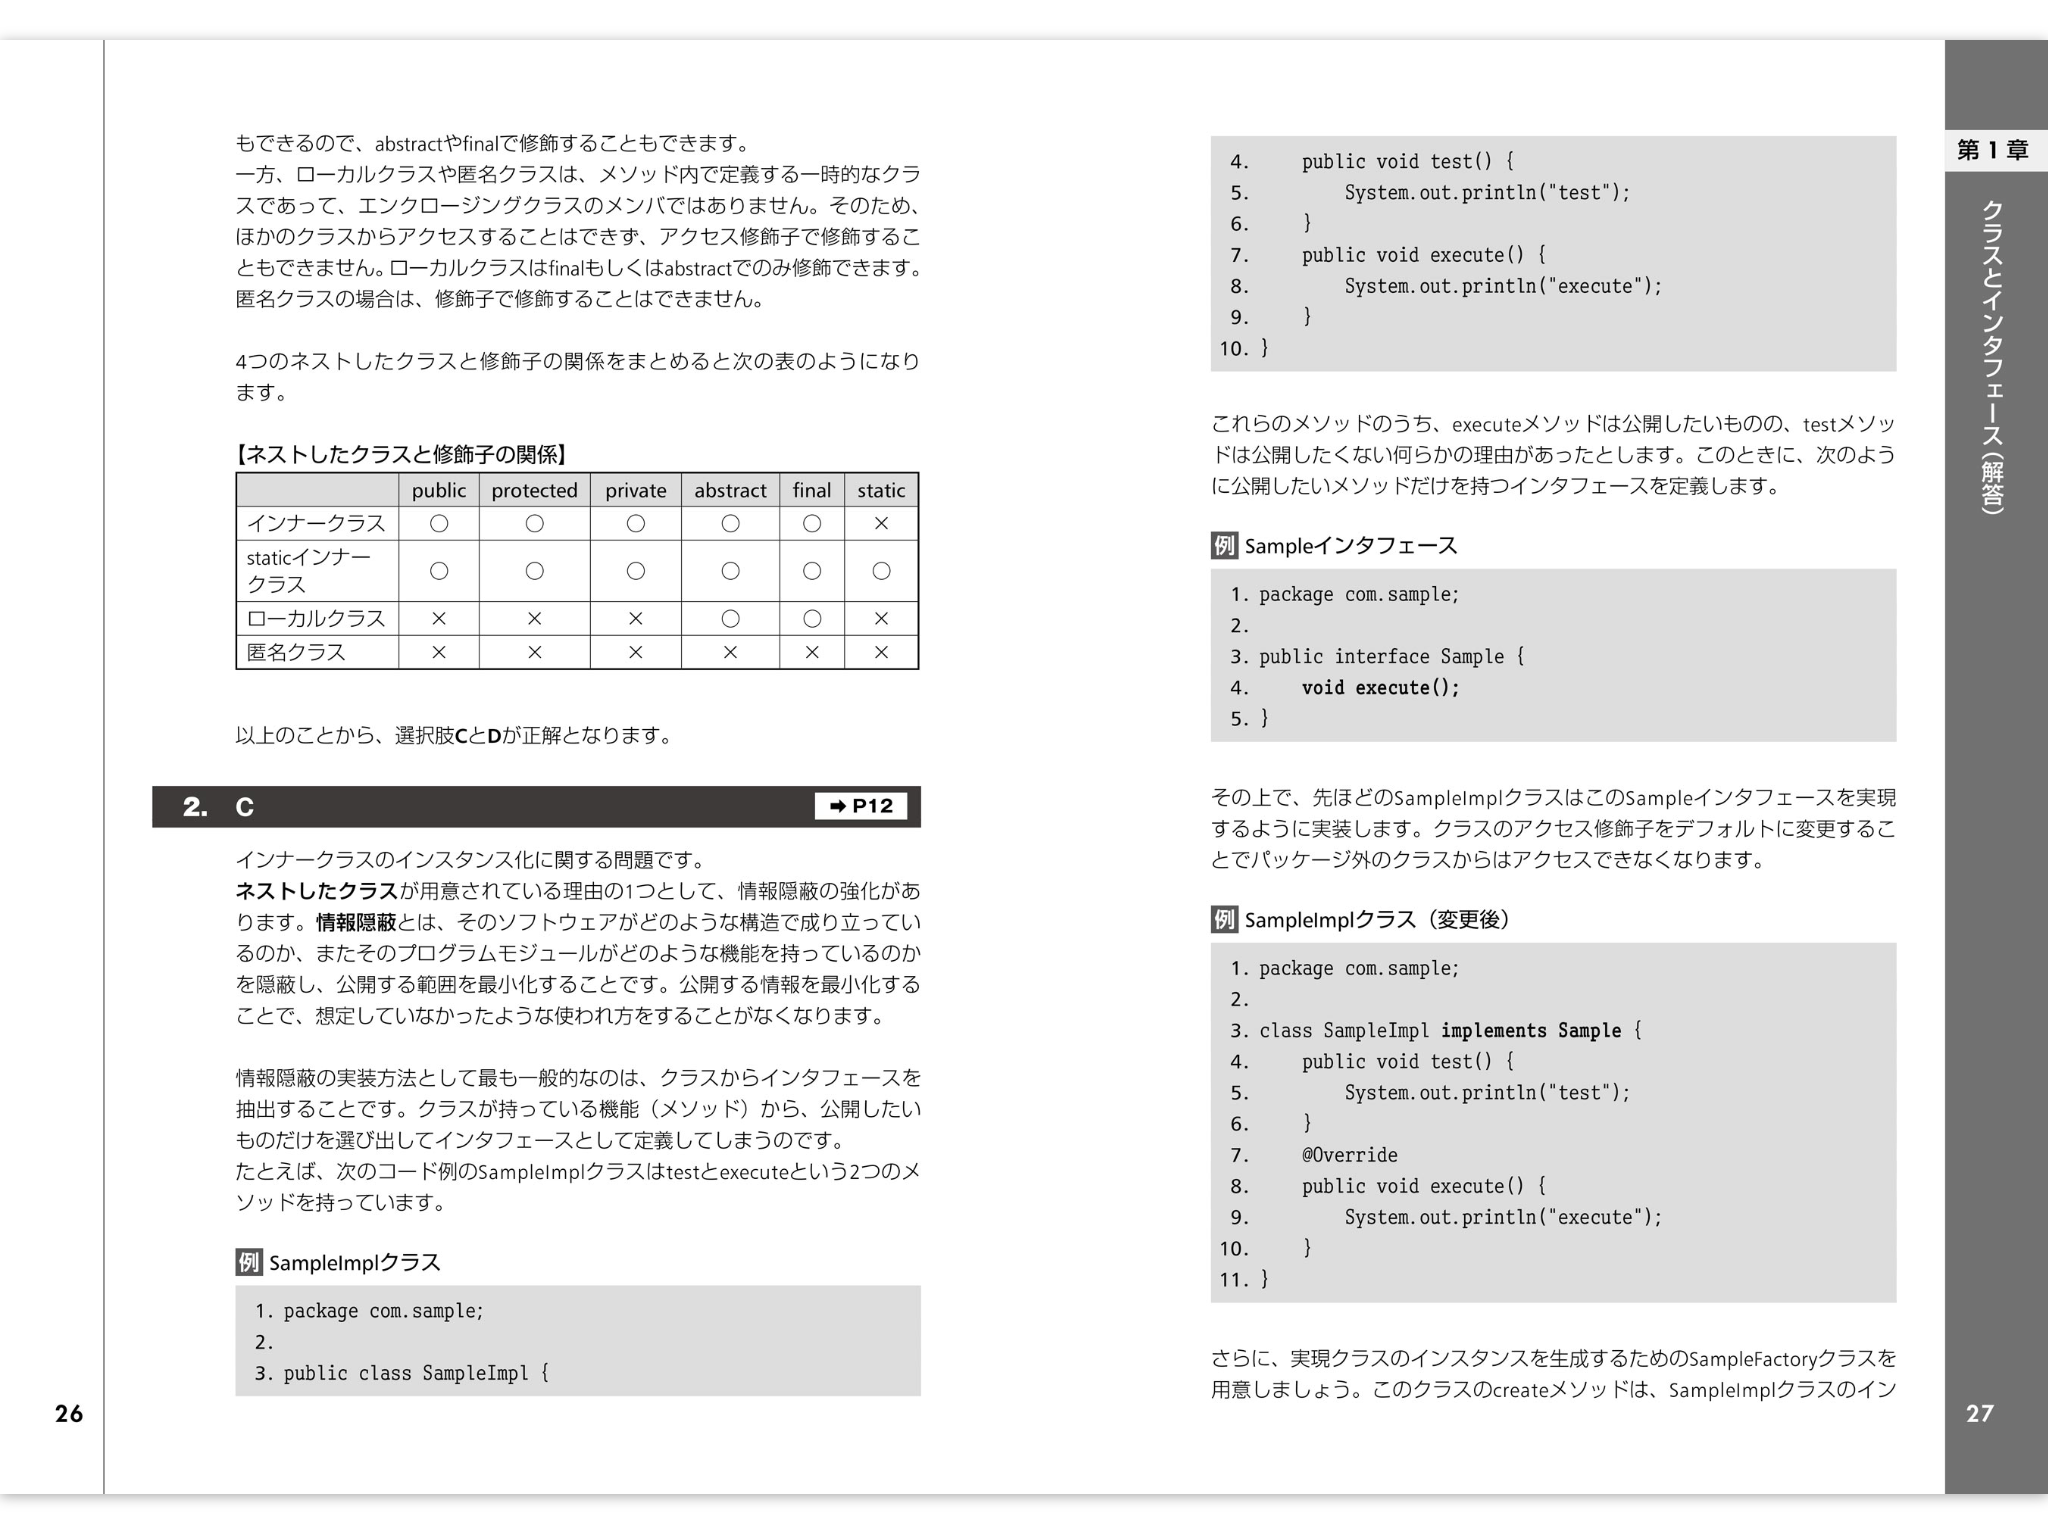 もできるので、abstractやfinalで修飾することもできます。
一方、ローカルクラスや匿名クラスは、メソッド内で定義する一時的なクラ
スであって、エンクロージングクラスのメンバではありません。そのため、
ほかのクラスからアクセスすることはできず、アクセス修飾子で修飾するこ
ともできません。ローカルクラスはfinalもしくはabstractでのみ修飾できます。
匿名クラスの場合は、修飾子で修飾することはできません。
4つのネストしたクラスと修飾子の関係をまとめると次の表のようになり
ます。
【ネストしたクラスと修飾子の関係】
public protected private abstract final static
インナークラス ○ ○ ○ ○ ○ ×
staticインナー
クラス ○ ○ ○ ○ ○ ○
ローカルクラス × × × ○ ○ ×
匿名クラス × × × × × ×
以上のことから、選択肢CとDが正解となります。
2. C ➡ P12
インナークラスのインスタンス化に関する問題です。
ネストしたクラスが用意されている理由の1つとして、情報隠蔽の強化があ
ります。情報隠蔽とは、そのソフトウェアがどのような構造で成り立ってい
るのか、またそのプログラムモジュールがどのような機能を持っているのか
を隠蔽し、公開する範囲を最小化することです。公開する情報を最小化する
ことで、想定していなかったような使われ方をすることがなくなります。
情報隠蔽の実装方法として最も一般的なのは、クラスからインタフェースを
抽出することです。クラスが持っている機能（メソッド）から、公開したい
ものだけを選び出してインタフェースとして定義してしまうのです。
たとえば、次のコード例のSampleImplクラスはtestとexecuteという2つのメ
ソッドを持っています。
例 SampleImplクラス
1. package com.sample;
2.
3. public class SampleImpl {
26
4.     public void test() {
5.         System.out.println("test");
6.     }
7.     public void execute() {
8.         System.out.println("execute");
9.     }
10. }
これらのメソッドのうち、executeメソッドは公開したいものの、testメソッ
ドは公開したくない何らかの理由があったとします。このときに、次のよう
に公開したいメソッドだけを持つインタフェースを定義します。
例 Sampleインタフェース
1. package com.sample;
2.
3. public interface Sample {
4.     void execute();
5. }
その上で、先ほどのSampleImplクラスはこのSampleインタフェースを実現
するように実装します。クラスのアクセス修飾子をデフォルトに変更するこ
とでパッケージ外のクラスからはアクセスできなくなります。
例 SampleImplクラス（変更後）
1. package com.sample;
2.
3. class SampleImpl implements Sample {
4.     public void test() {
5.         System.out.println("test");
6.     }
7.     @Override
8.     public void execute() {
9.         System.out.println("execute");
10.     }
11. }
さらに、実現クラスのインスタンスを生成するためのSampleFactoryクラスを
用意しましょう。このクラスのcreateメソッドは、SampleImplクラスのイン
第1章
クラスとインタフェース（解答）
27